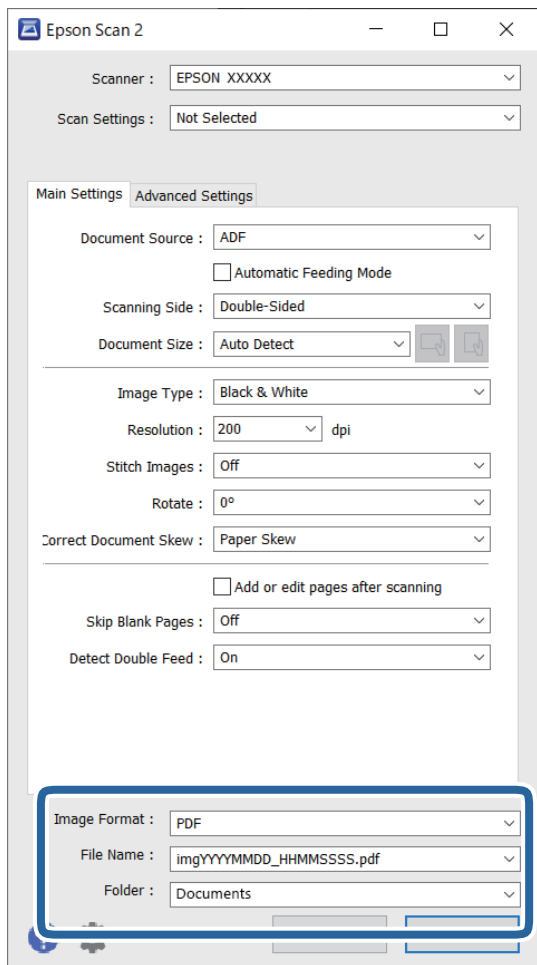 Epson Scan 2
Scanner : EPSON XXXXX
Scan Settings : Not Selected
Main Settings Advanced Settings
Document Source : ADF
Automatic Feeding Mode
Scanning Side : Double-Sided
Document Size : Auto Detect
Image Type : Black & White
Resolution : 200 dpi
Stitch Images : Off
Rotate : 0°
Correct Document Skew : Paper Skew
Add or edit pages after scanning
Skip Blank Pages : Off
Detect Double Feed : On
Image Format : PDF
File Name : imgYYYYMMDD_HHMMSSSS.pdf
Folder : Documents